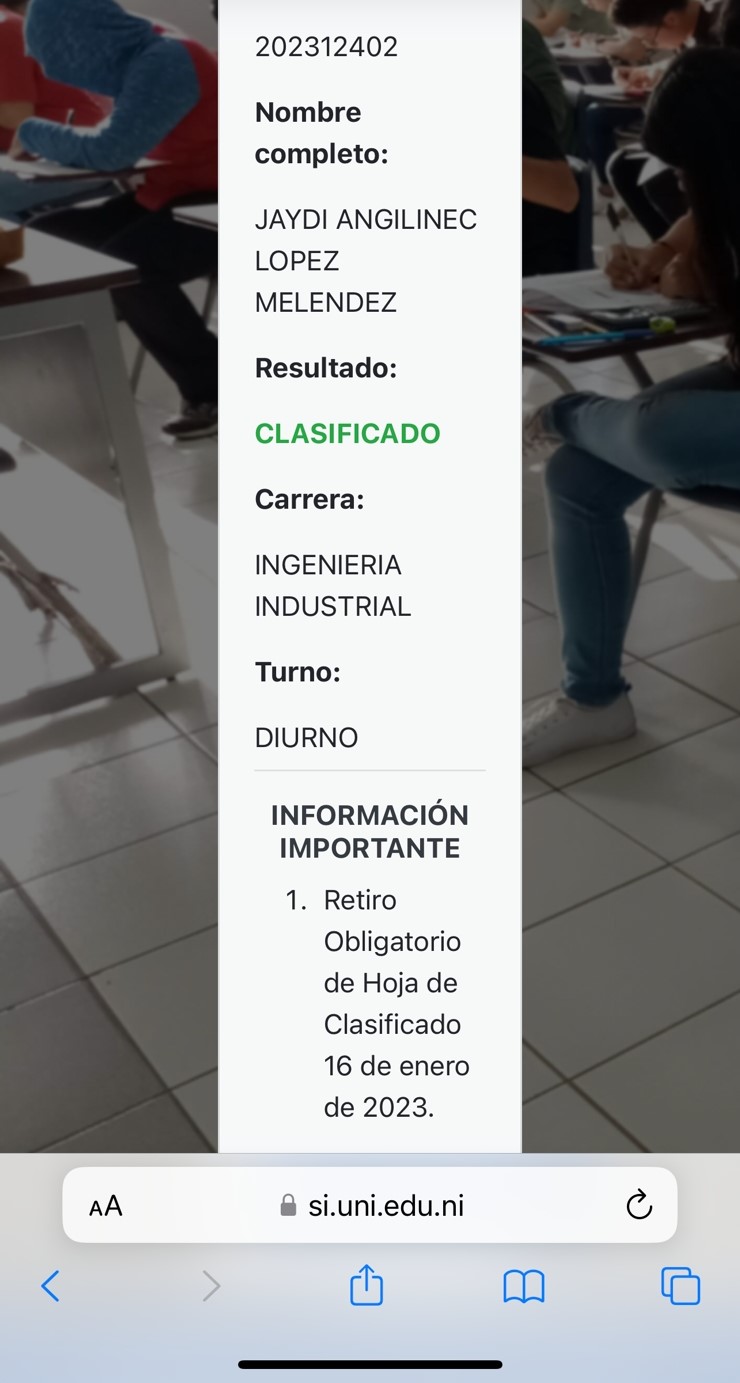 202312402
Nombre
completo:
JAYDI ANGILINEC
LOPEZ
MELENDEZ
Resultado:
CLASIFICADO
Carrera:
INGENIERIA
INDUSTRIAL
Turno:
DIURNO
INFORMACIÓN
IMPORTANTE
1. Retiro
Obligatorio
de Hoja de
Clasificado
16 de enero
de 2023.
AA si.uni.edu.ni